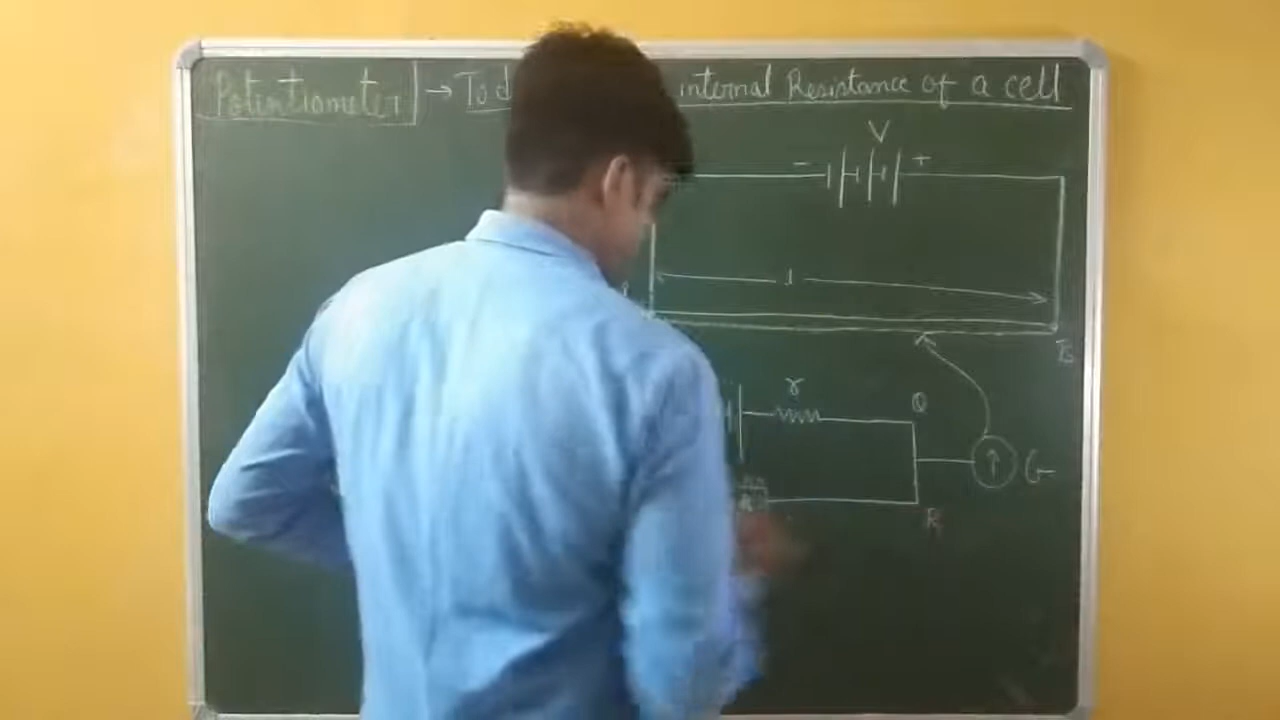 Potentiometer → To d internal Resistance of a cell
V
- +
l
B
r
Q
G
R